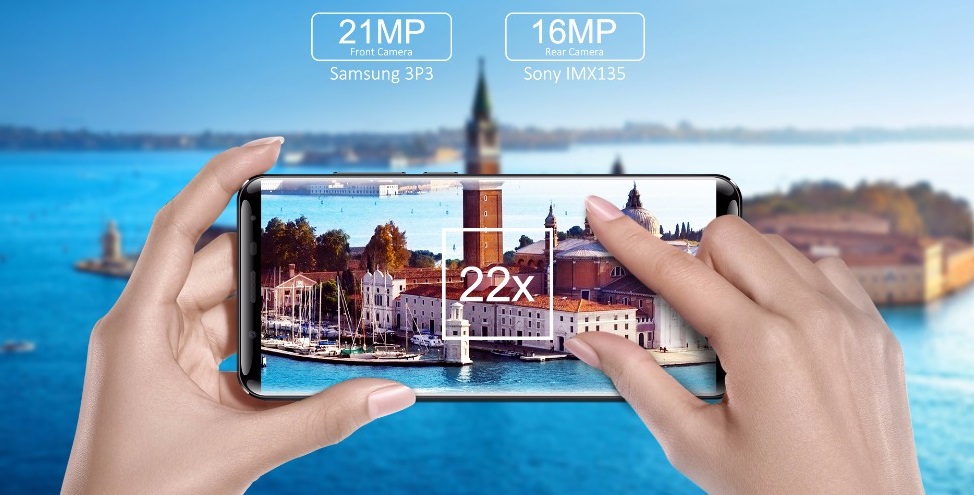 21MP
Front Camera
Samsung 3P3
16MP
Rear Camera
Sony IMX135
22x